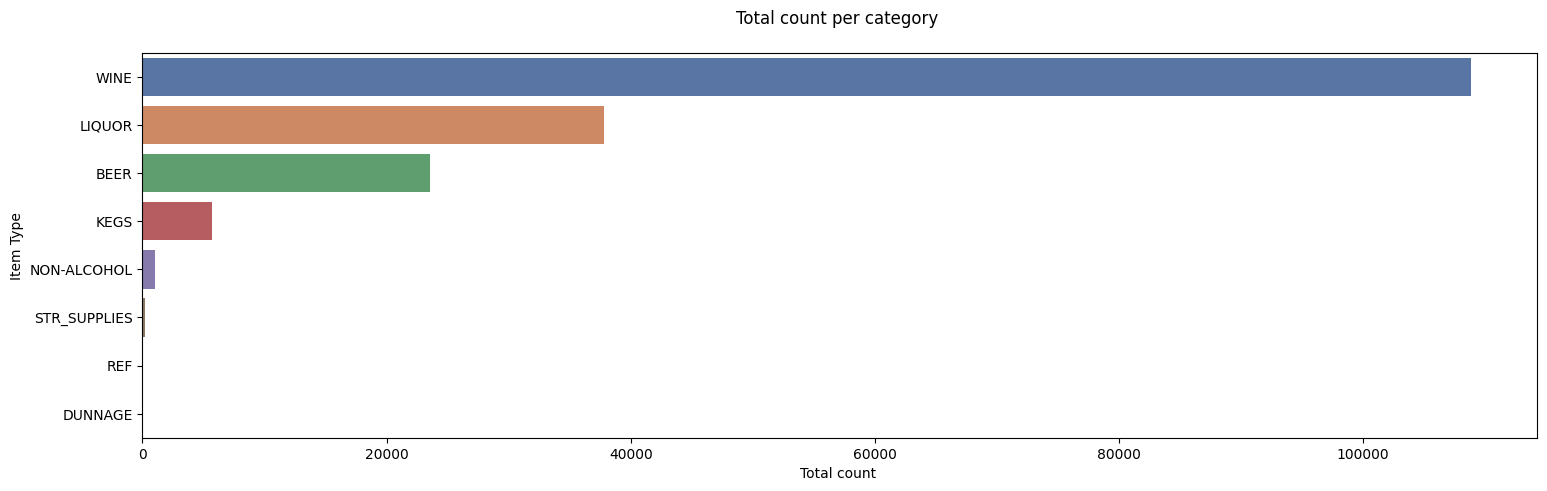 Total count per category
WINE
LIQUOR
BEER
KEGS
NON-ALCOHOL
STR_SUPPLIES
REF
DUNNAGE
Item Type
0 20000 40000 60000 80000 100000
Total count